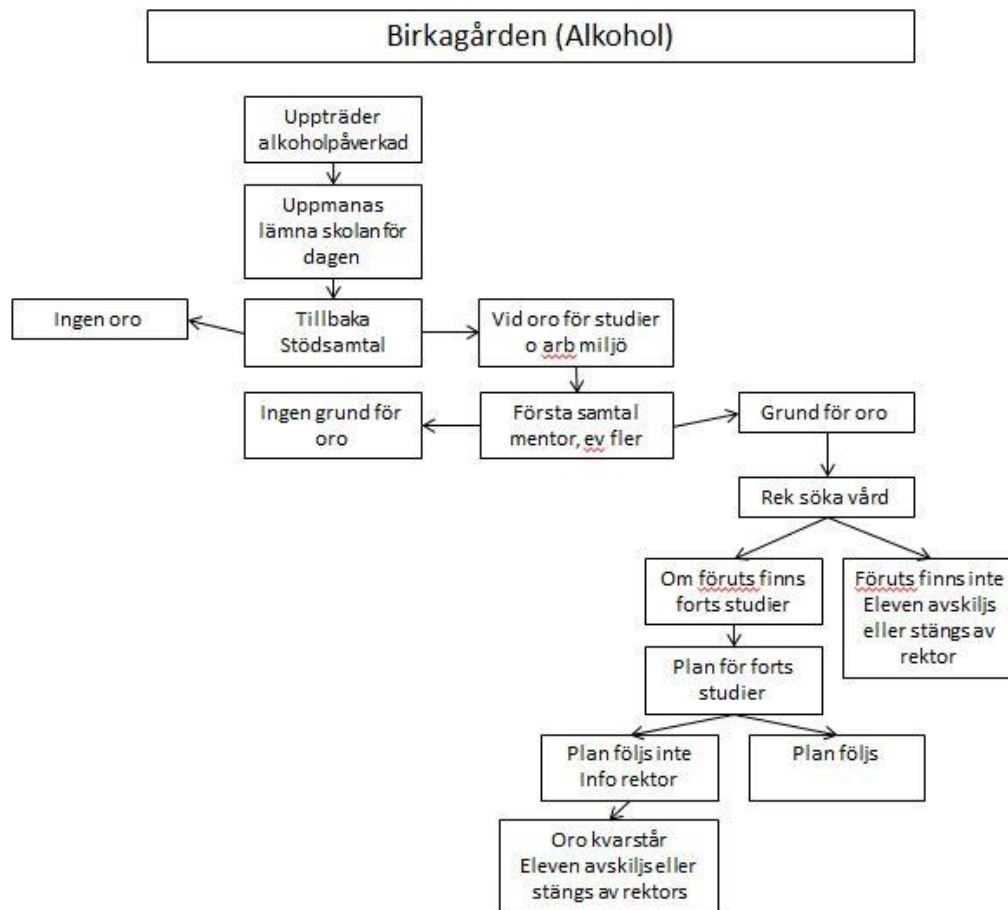 Birkagården (Alkohol)
Uppträder
alkoholpåverkad
Uppmanas
lämna skolan för
dagen
Ingen oro
Tillbaka
Stödsamtal
Vid oro för studier
o arb miljö
Ingen grund för
oro
Första samtal
mentor, ev fler
Grund för oro
Rek söka vård
Om föruts finns
forts studier
Föruts finns inte
Eleven avskiljs
eller stängs av
rektor
Plan för forts
studier
Plan följs inte
Info rektor
Plan följs
Oro kvarstår
Eleven avskiljs eller
stängs av rektors